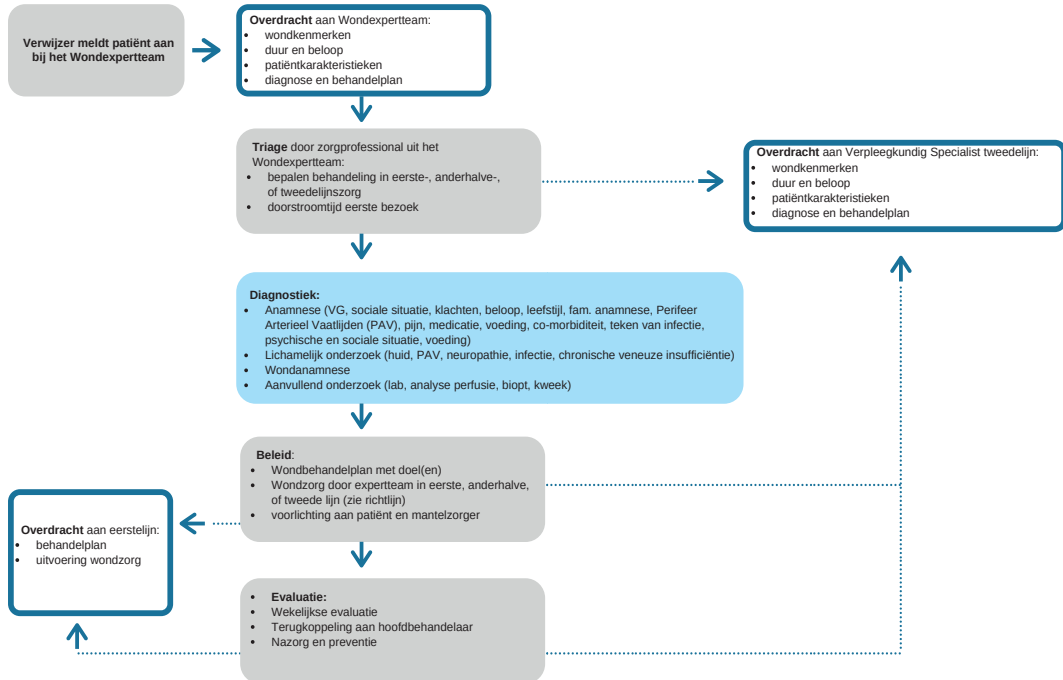 Verwijzer meldt patiënt aan
bij het Wondexpertteam
Overdracht aan Wondexpertteam:
• wondkenmerken
• duur en beloop
• patiëntkarakteristieken
• diagnose en behandelplan
Triage door zorgprofessional uit het
Wondexpertteam:
• bepalen behandeling in eerste-, anderhalve-,
of tweedelijnszorg
• doorstroomtijd eerste bezoek
Overdracht aan Verpleegkundig Specialist tweedelijn:
• wondkenmerken
• duur en beloop
• patiëntkarakteristieken
• diagnose en behandelplan
Diagnostiek:
• Anamnese (VG, sociale situatie, klachten, beloop, leefstijl, fam. anamnese, Perifeer
Arterieel Vaatlijden (PAV), pijn, medicatie, voeding, co-morbiditeit, teken van infectie,
psychische en sociale situatie, voeding)
• Lichamelijk onderzoek (huid, PAV, neuropathie, infectie, chronische veneuze insufficiëntie)
• Wondanamnese
• Aanvullend onderzoek (lab, analyse perfusie, biopt, kweek)
Beleid:
• Wondbehandelplan met doel(en)
• Wondzorg door expertteam in eerste, anderhalve,
of tweede lijn (zie richtlijn)
• voorlichting aan patiënt en mantelzorger
Overdracht aan eerstelijn:
• behandelplan
• uitvoering wondzorg
• Evaluatie:
• Wekelijkse evaluatie
• Terugkoppeling aan hoofdbehandelaar
• Nazorg en preventie